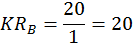 KR_B = 20/1 = 20